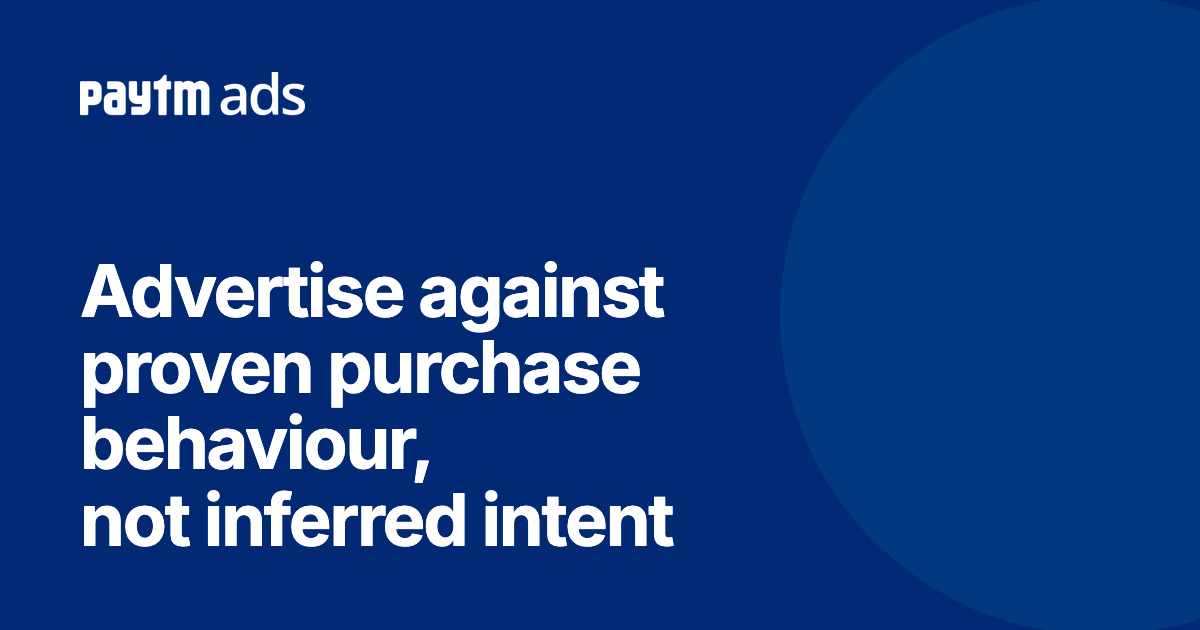 paytm ads
Advertise against
proven purchase
behaviour,
not inferred intent